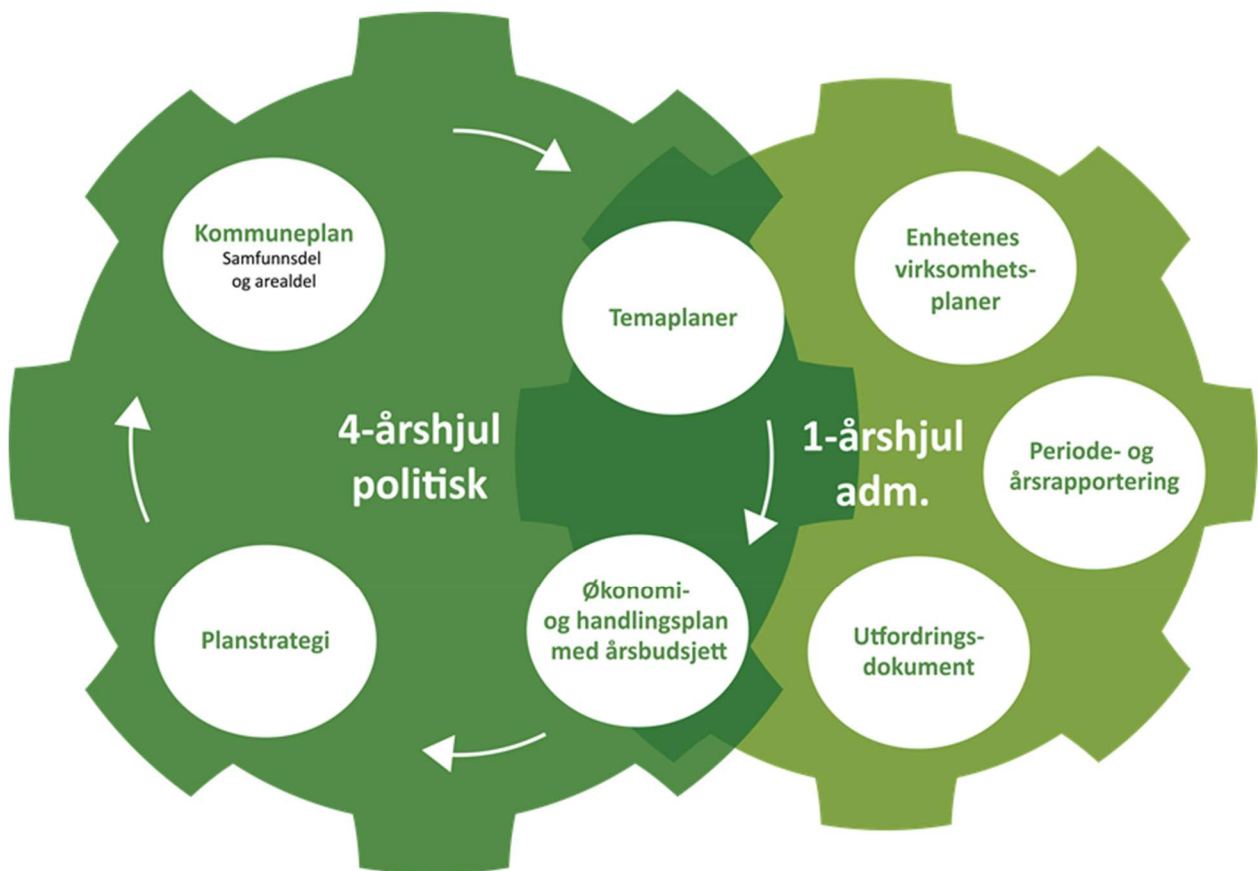 Kommuneplan
Samfunnsdel
og arealdel
Temaplaner
Enhetenes
virksomhets-
planer
4-årshjul
politisk
1-årshjul
adm.
Periode- og
årsrapportering
Planstrategi
Økonomi-
og handlingsplan
med årsbudsjett
Utfordrings-
dokument